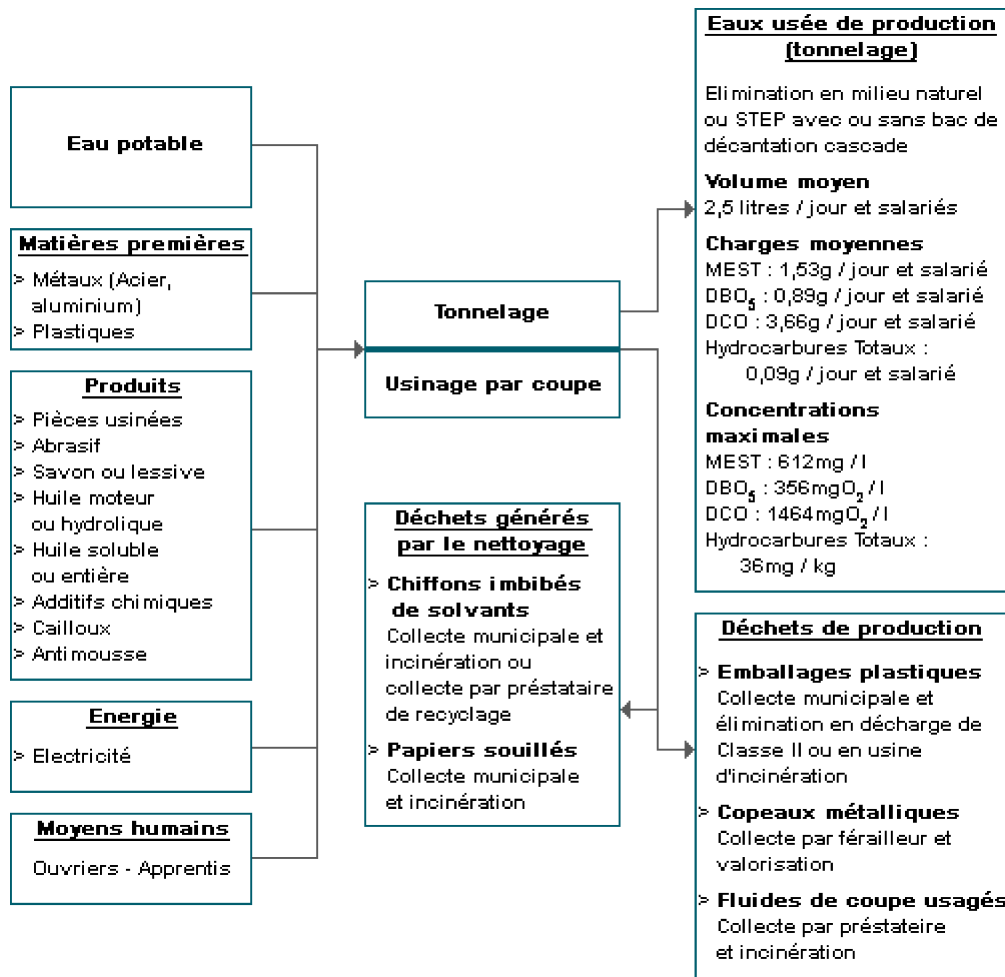 Eau potable
Matières premières
> Métaux (Acier,
aluminium)
> Plastiques
Produits
> Pièces usinées
> Abrasif
> Savon ou lessive
> Huile moteur
ou hydrolique
> Huile soluble
ou entière
> Additifs chimiques
> Cailloux
> Antimousse
Energie
> Electricité
Moyens humains
Ouvriers - Apprentis
Tonnelage
Usinage par coupe
Déchets générés
par le nettoyage
> Chiffons imbibés
de solvants
Collecte municipale et
incinération ou
collecte par préstataire
de recyclage
> Papiers souillés
Collecte municipale
et incinération
Eaux usée de production
(tonnelage)
Elimination en milieu naturel
ou STEP avec ou sans bac de
décantation cascade
Volume moyen
2,5 litres / jour et salariés
Charges moyennes
MEST : 1,53g / jour et salarié
DBO₅ : 0,89g / jour et salarié
DCO : 3,66g / jour et salarié
Hydrocarbures Totaux :
0,09g / jour et salarié
Concentrations
maximales
MEST : 612mg / l
DBO₅ : 356mgO₂ / l
DCO : 1464mgO₂ / l
Hydrocarbures Totaux :
36mg / kg
Déchets de production
> Emballages plastiques
Collecte municipale et
élimination en décharge de
Classe II ou en usine
d'incinération
> Copeaux métalliques
Collecte par férailleur et
valorisation
> Fluides de coupe usagés
Collecte par préstateire
et incinération